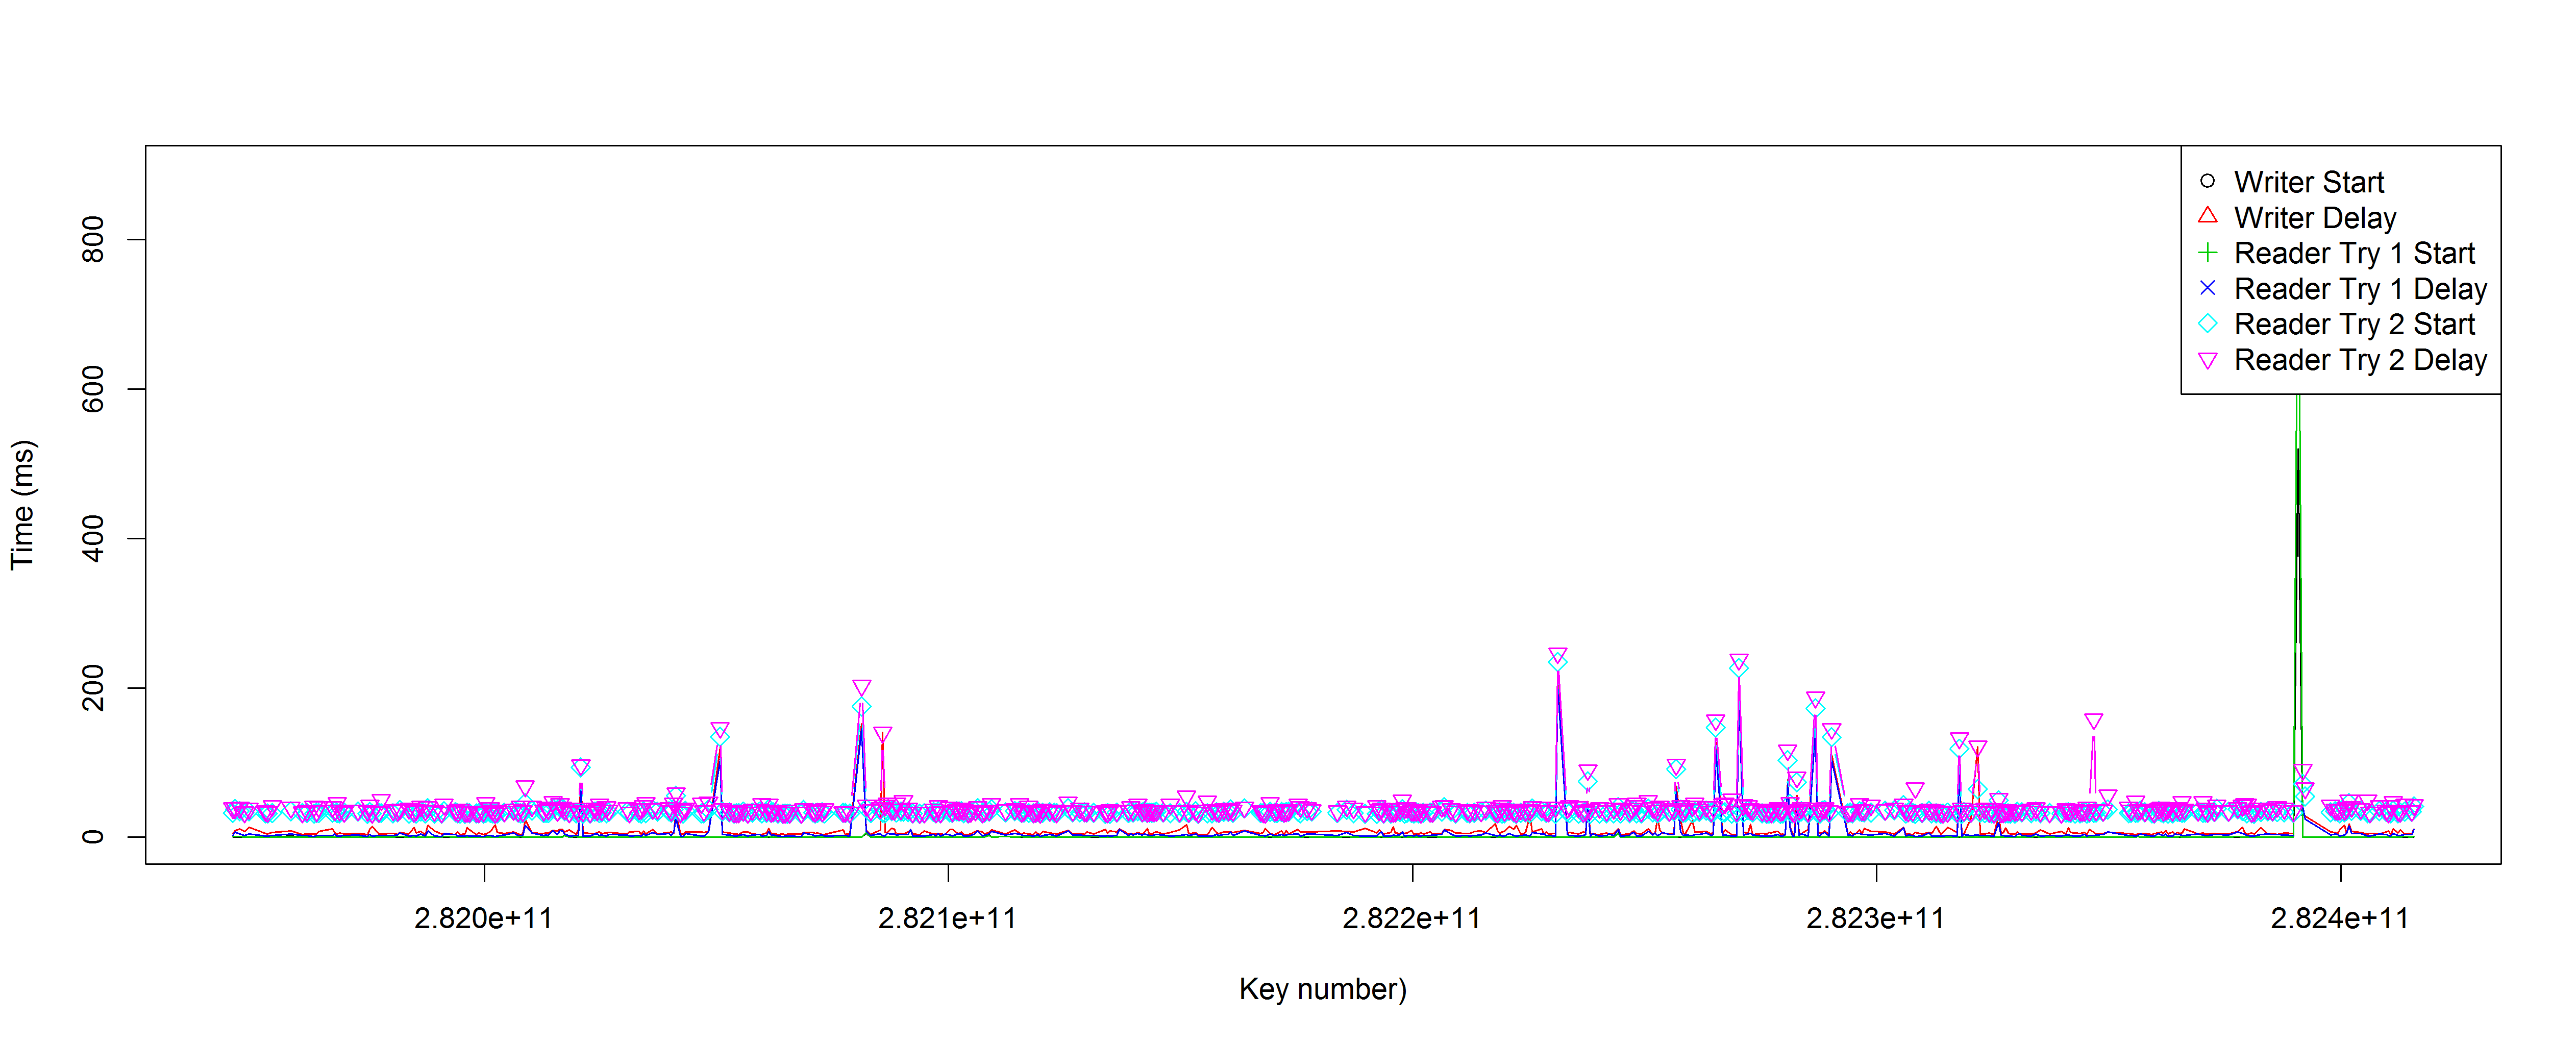 Writer Start
Writer Delay
Reader Try 1 Start
Reader Try 1 Delay
Reader Try 2 Start
Reader Try 2 Delay
Time (ms)
800
600
400
200
0
2.820e+11 2.821e+11 2.822e+11 2.823e+11 2.824e+11
Key number)